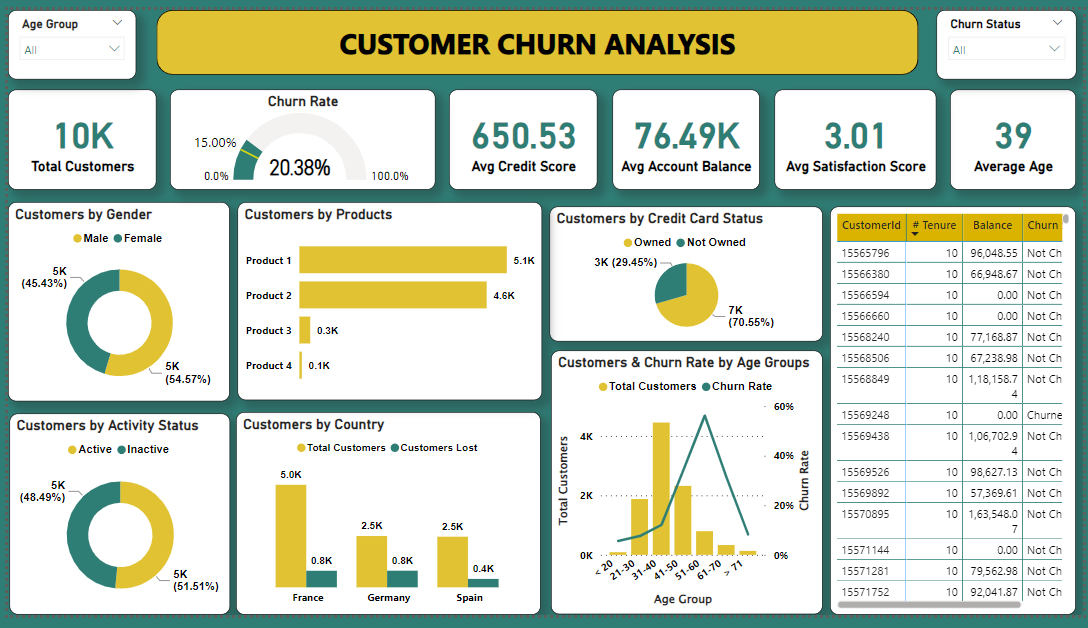 Age Group
All
CUSTOMER CHURN ANALYSIS
Churn Status
All
10K
Total Customers
Churn Rate
15.00%
0.0%
20.38%
100.0%
650.53
Avg Credit Score
76.49K
Avg Account Balance
3.01
Avg Satisfaction Score
39
Average Age
Customers by Gender
Male Female
5K
(45.43%)
5K
(54.57%)
Customers by Products
Product 1 5.1K
Product 2 4.6K
Product 3 0.3K
Product 4 0.1K
Customers by Credit Card Status
Owned Not Owned
3K (29.45%)
7K
(70.55%)
CustomerId # Tenure Balance Churn
15565796 10 96,048.55 Not Ch
15566380 10 66,948.67 Not Ch
15566594 10 0.00 Not Ch
15566660 10 0.00 Not Ch
15568240 10 77,168.87 Not Ch
15568506 10 67,238.98 Not Ch
15568849 10 1,18,158.7 Not Ch
4
15569248 10 0.00 Churne
15569438 10 1,06,702.9 Not Ch
4
15569526 10 98,627.13 Not Ch
15569892 10 57,369.61 Not Ch
15570895 10 1,63,548.0 Not Ch
7
15571144 10 0.00 Not Ch
15571281 10 79,562.98 Not Ch
15571752 10 92,041.87 Not Ch
Customers by Activity Status
Active Inactive
5K
(48.49%)
5K
(51.51%)
Customers by Country
Total Customers Customers Lost
5.0K
0.8K
2.5K
0.8K
2.5K
0.4K
France Germany Spain
Customers & Churn Rate by Age Groups
Total Customers Churn Rate
Total Customers
4K
2K
0K
60%
40%
20%
0%
Churn Rate
< 20 21-30 31-40 41-50 51-60 61-70 > 71
Age Group